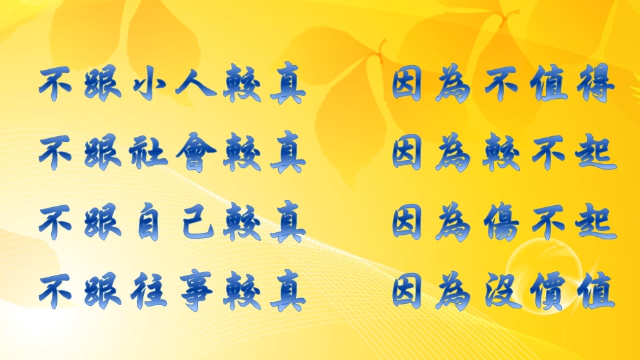 不跟小人較真 因為不值得
不跟社會較真 因為較不起
不跟自己較真 因為傷不起
不跟往事較真 因為沒價值